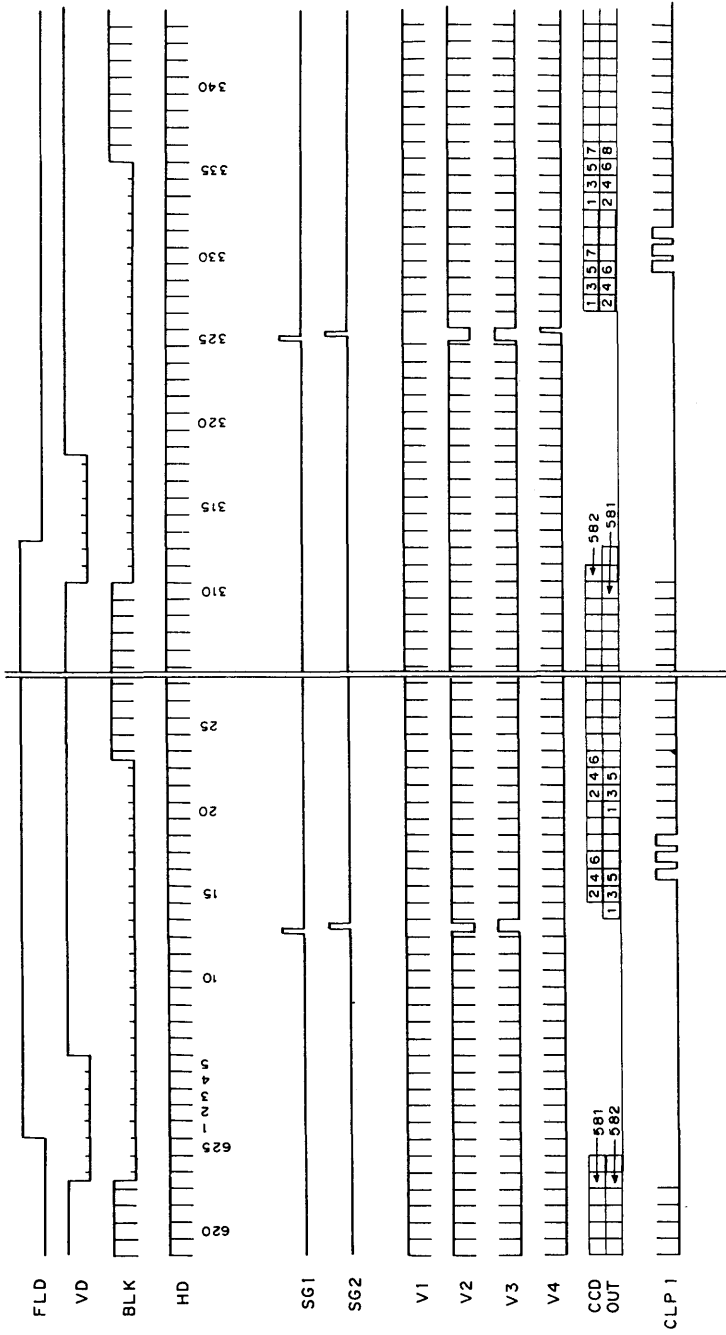 FLD
VD
BLK
HD
620 625 1 2 3 4 5 10 15 20 25 310 315 320 325 330 335 340
SG1
SG2
V1
V2
V3
V4
CCD OUT
581 2 4 6 2 4 6 582 1 3 5 7 1 3 5 7
582 1 3 5 1 3 5 581 2 4 6 2 4 6 8
CLP 1